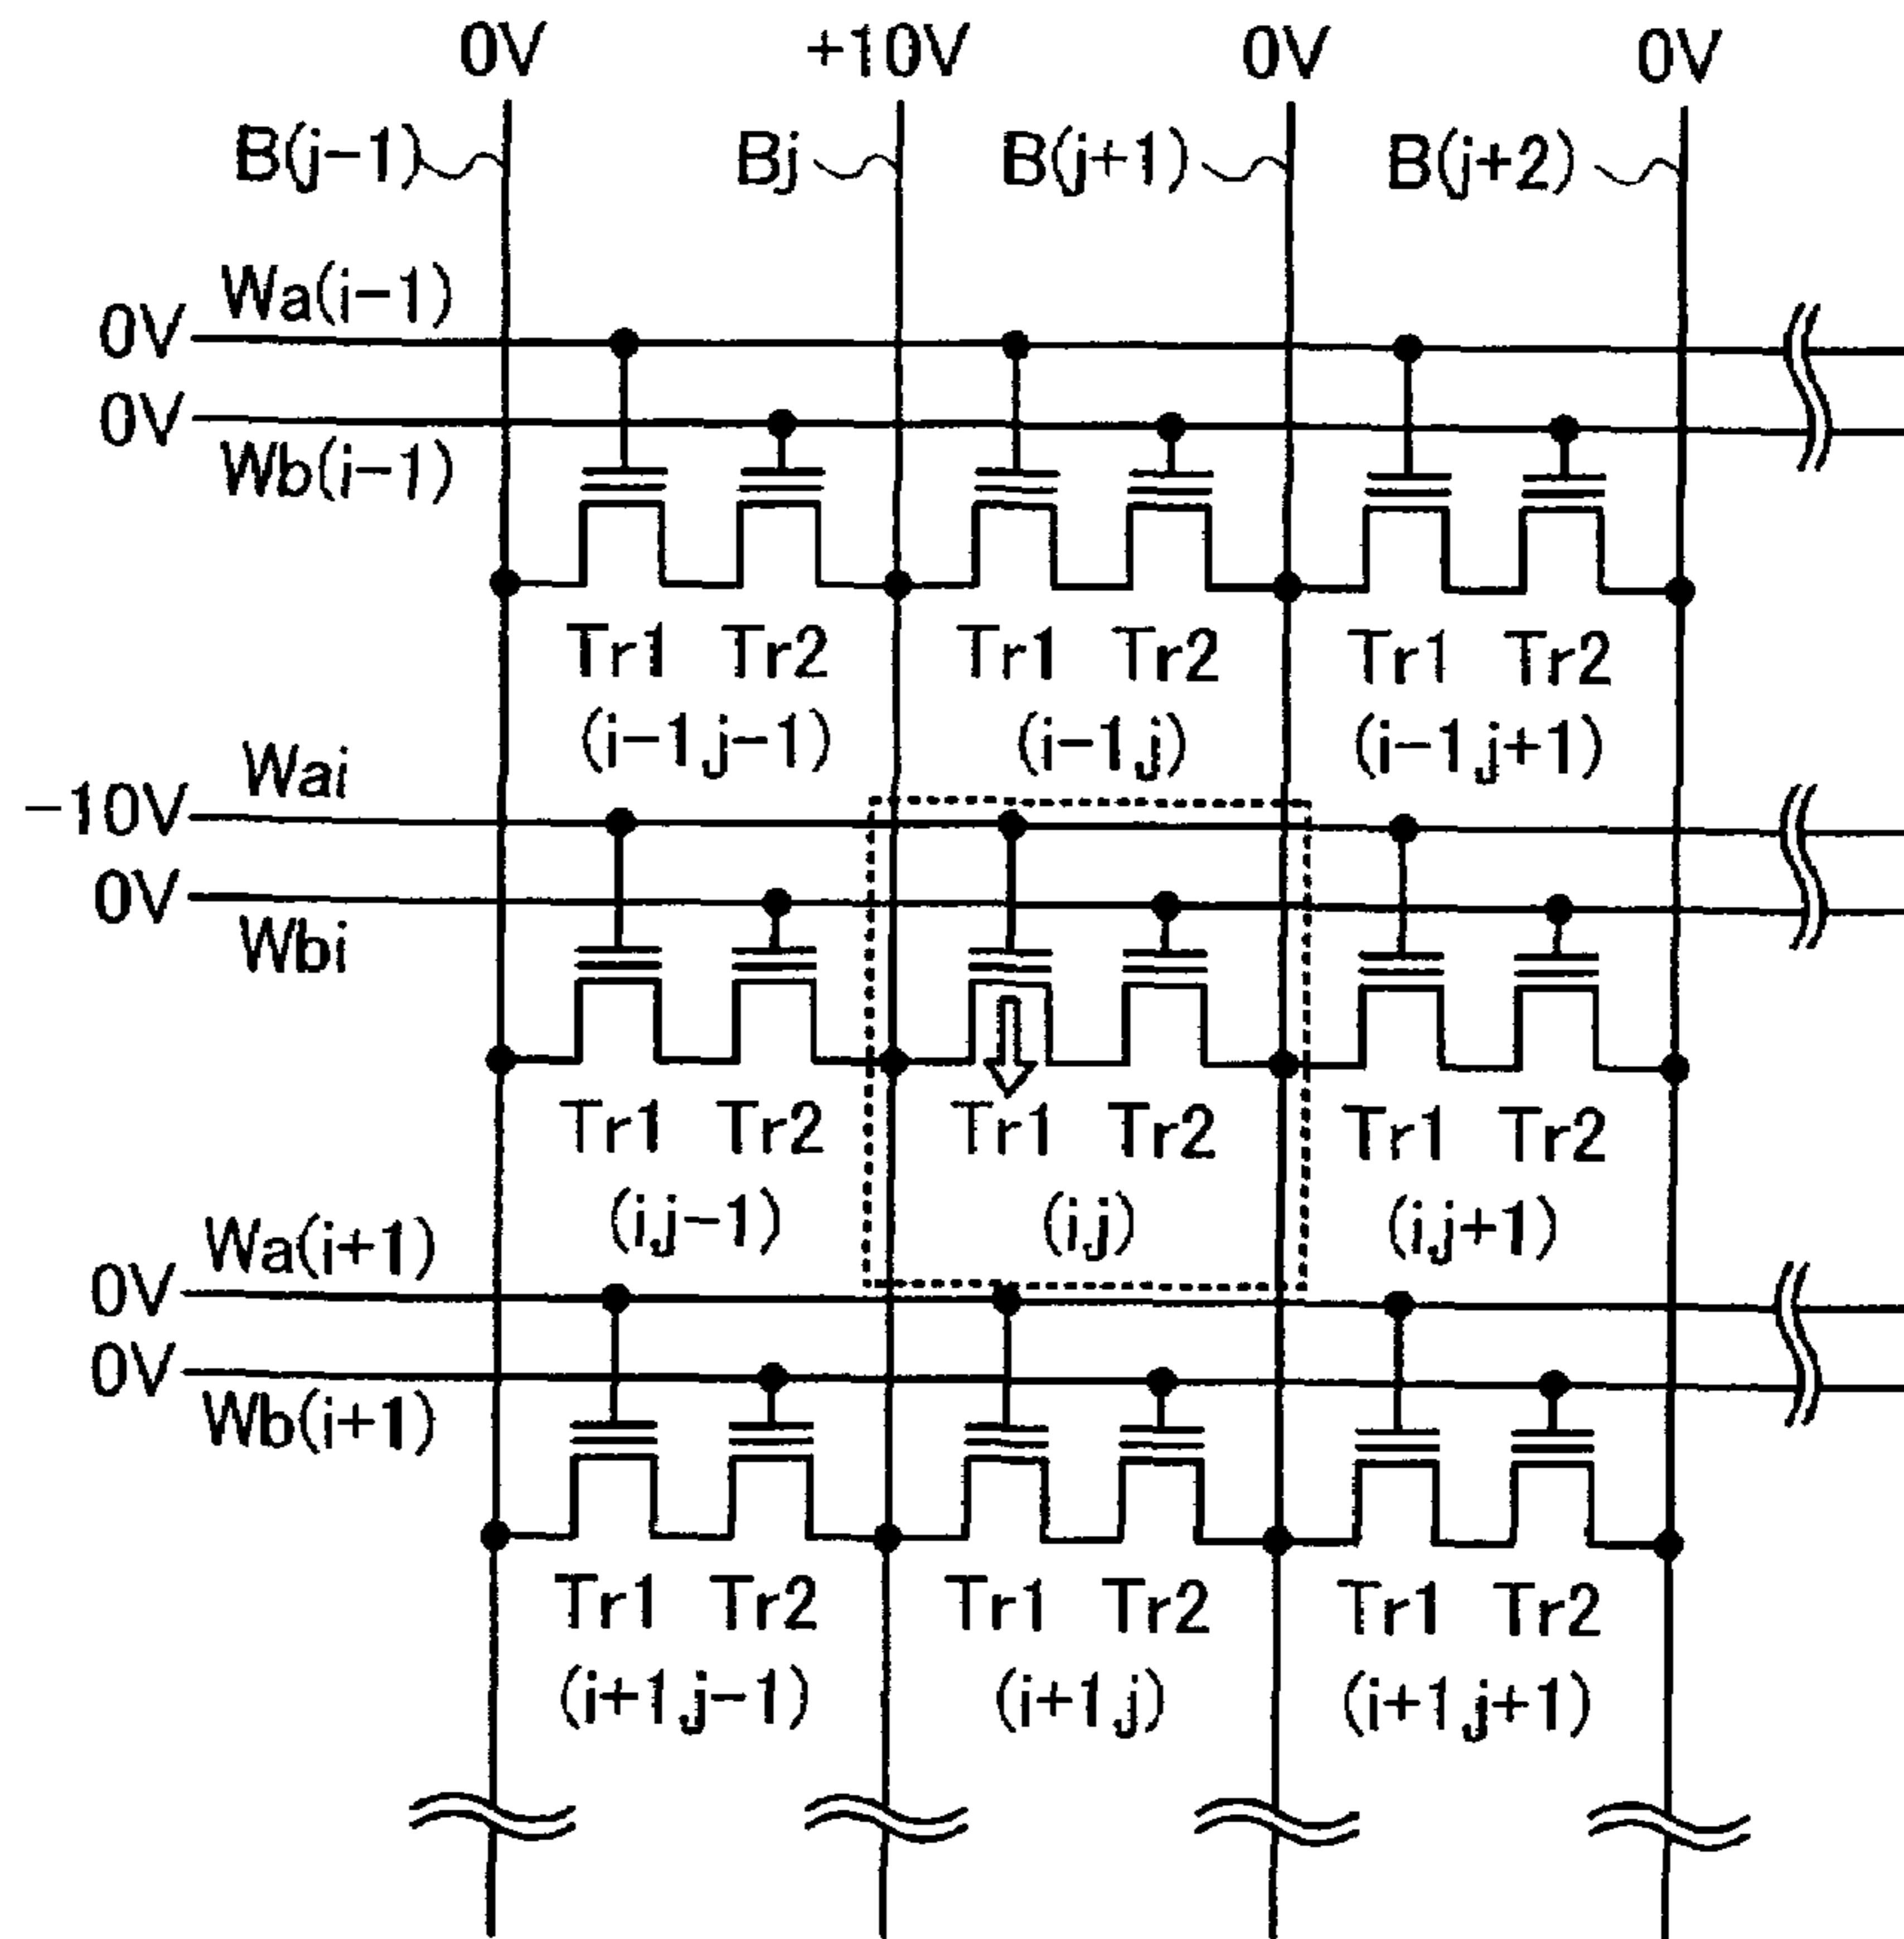 0V +10V 0V 0V
B(j-1) Bj B(j+1) B(j+2)
Wa(i-1)
0V
0V
Wb(i-1)
Tr1 Tr2 Tr1 Tr2 Tr1 Tr2
(i-1,j-1) (i-1,j) (i-1,j+1)
Wai
-10V
0V
Wbi
Tr1 Tr2 Tr1 Tr2 Tr1 Tr2
(i,j-1) (i,j) (i,j+1)
Wa(i+1)
0V
0V
Wb(i+1)
Tr1 Tr2 Tr1 Tr2 Tr1 Tr2
(i+1,j-1) (i+1,j) (i+1,j+1)